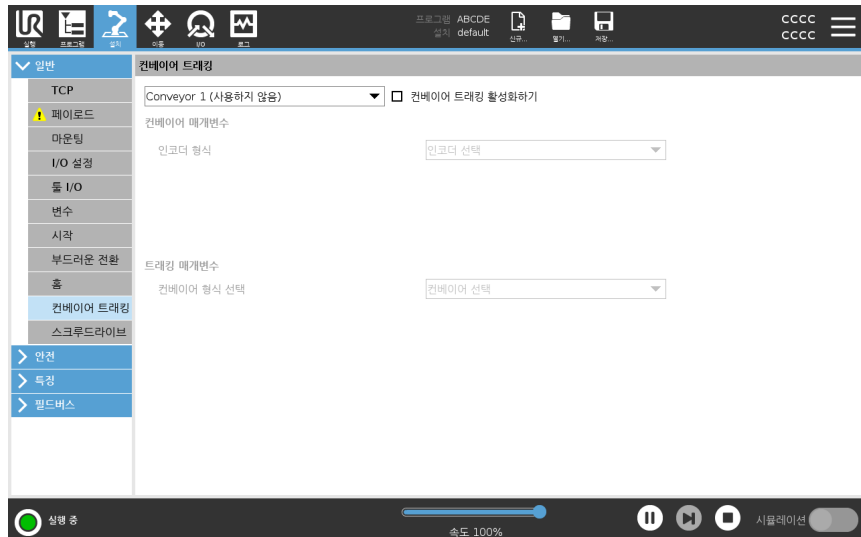 UR
프로그램 ABCDE
설치 default
cccc
cccc
실행 프로그램 설치 이동 I/O 로그 신규... 열기... 저장...
일반
컨베이어 트래킹
TCP
페이로드
마운팅
I/O 설정
툴 I/O
변수
시작
부드러운 전환
홈
컨베이어 트래킹
스크루드라이브
안전
특징
필드버스
Conveyor 1 (사용하지 않음)
컨베이어 트래킹 활성화하기
컨베이어 매개변수
인코더 형식
인코더 선택
트래킹 매개변수
컨베이어 형식 선택
컨베이어 선택
실행 중
속도 100%
시뮬레이션